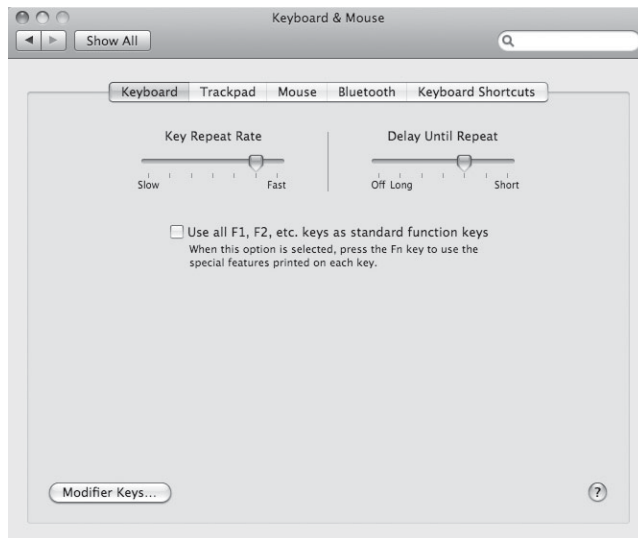 Keyboard & Mouse
Show All
Keyboard Trackpad Mouse Bluetooth Keyboard Shortcuts
Key Repeat Rate Delay Until Repeat
Slow Fast Off Long Short
Use all F1, F2, etc. keys as standard function keys
When this option is selected, press the Fn key to use the
special features printed on each key.
Modifier Keys...
?